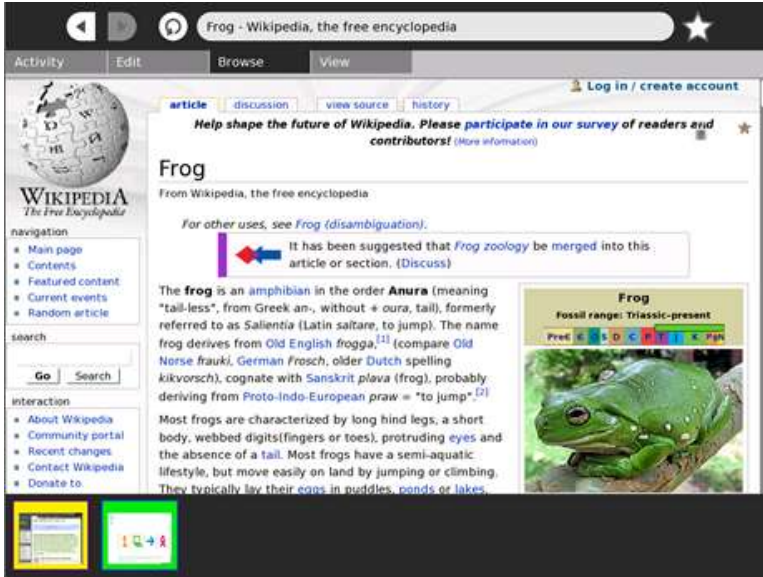 Frog - Wikipedia, the free encyclopedia
Activity Edit Browse View
Log in / create account
article discussion view source history
Help shape the future of Wikipedia. Please participate in our survey of readers and
contributors! (More information)
WIKIPEDIA
The Free Encyclopedia
navigation
Main page
Contents
Featured content
Current events
Random article
search
Go Search
interaction
About Wikipedia
Community portal
Recent changes
Contact Wikipedia
Donate to
Frog
From Wikipedia, the free encyclopedia
For other uses, see Frog (disambiguation).
It has been suggested that Frog zoology be merged into this
article or section. (Discuss)
The frog is an amphibian in the order Anura (meaning
"tail-less", from Greek an-, without + oura, tail), formerly
referred to as Salientia (Latin saltare, to jump). The name
frog derives from Old English frogga,[1] (compare Old
Norse frauki, German Frosch, older Dutch spelling
kikvorsch), cognate with Sanskrit plava (frog), probably
deriving from Proto-Indo-European praw = "to jump".[2]
Most frogs are characterized by long hind legs, a short
body, webbed digits(fingers or toes), protruding eyes and
the absence of a tail. Most frogs have a semi-aquatic
lifestyle, but move easily on land by jumping or climbing.
They typically lay their eggs in puddles, ponds or lakes,
Frog
Fossil range: Triassic–present
PreЄ Є O S D C P T J K PgN